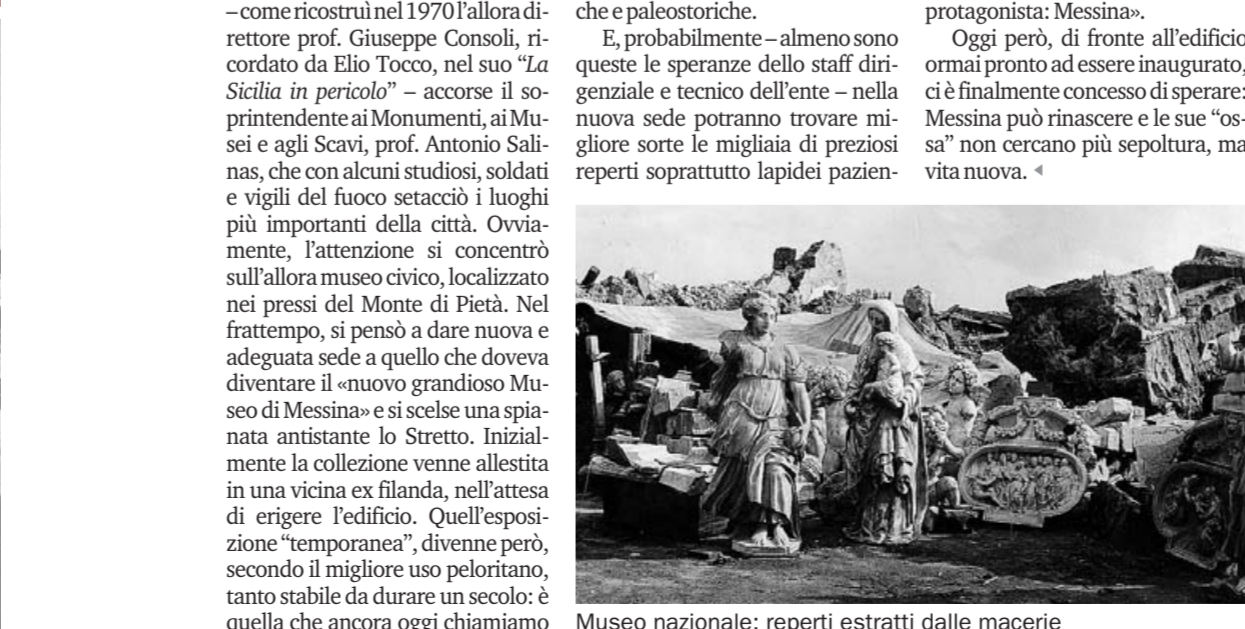 – come ricostruì nel 1970 l'allora di-
rettore prof. Giuseppe Consoli, ri-
cordato da Elio Tocco, nel suo “La
Sicilia in pericolo” – accorse il so-
printendente ai Monumenti, ai Mu-
sei e agli Scavi, prof. Antonio Sali-
nas, che con alcuni studiosi, soldati
e vigili del fuoco setacciò i luoghi
più importanti della città. Ovvia-
mente, l'attenzione si concentrò
sull'allora museo civico, localizzato
nei pressi del Monte di Pietà. Nel
frattempo, si pensò a dare nuova e
adeguata sede a quello che doveva
diventare il «nuovo grandioso Mu-
seo di Messina» e si scelse una spia-
nata antistante lo Stretto. Inizial-
mente la collezione venne allestita
in una vicina ex filanda, nell'attesa
di erigere l'edificio. Quell'esposi-
zione “temporanea”, divenne però,
secondo il migliore uso peloritano,
tanto stabile da durare un secolo: è
quella che ancora oggi chiamiamo
che e paleostoriche.
E, probabilmente – almeno sono
queste le speranze dello staff diri-
genziale e tecnico dell'ente – nella
nuova sede potranno trovare mi-
gliore sorte le migliaia di preziosi
reperti soprattutto lapidei pazien-
protagonista: Messina».
Oggi però, di fronte all'edificio
ormai pronto ad essere inaugurato,
ci è finalmente concesso di sperare:
Messina può rinascere e le sue “os-
sa” non cercano più sepoltura, ma
vita nuova.
Museo nazionale: reperti estratti dalle macerie